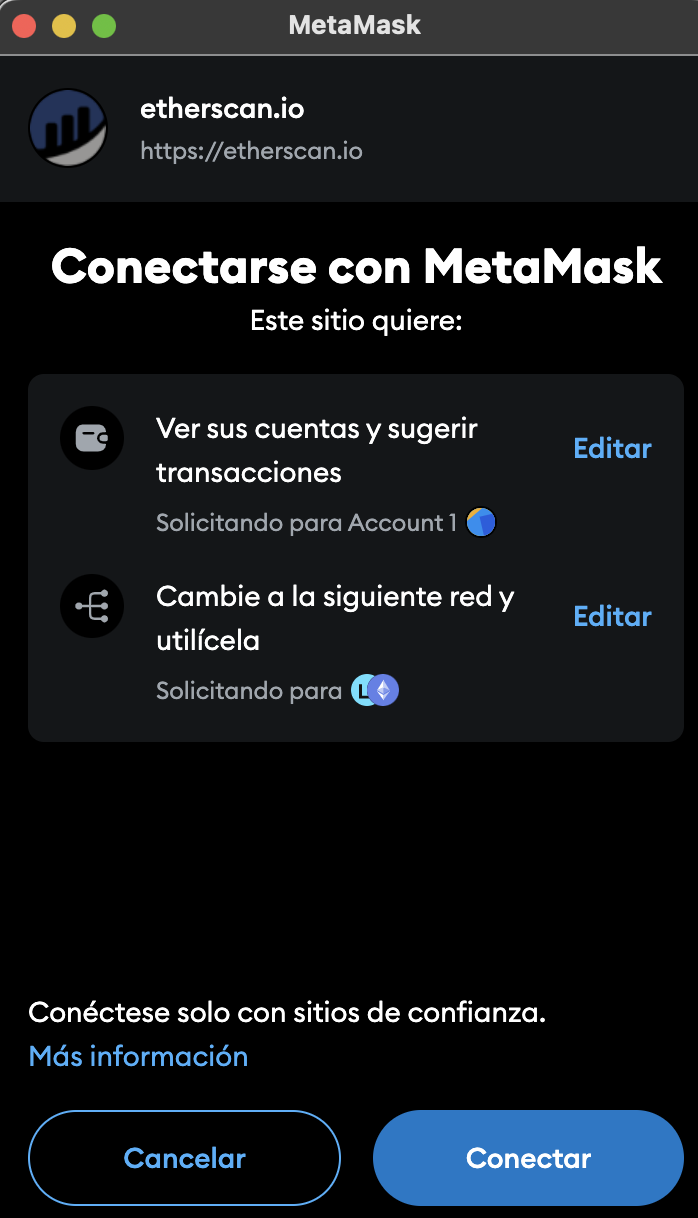 MetaMask
etherscan.io
https://etherscan.io
Conectarse con MetaMask
Este sitio quiere:
Ver sus cuentas y sugerir
transacciones
Editar
Solicitando para Account 1
Cambie a la siguiente red y
utilícela
Editar
Solicitando para
L
Conéctese solo con sitios de confianza.
Más información
Cancelar
Conectar